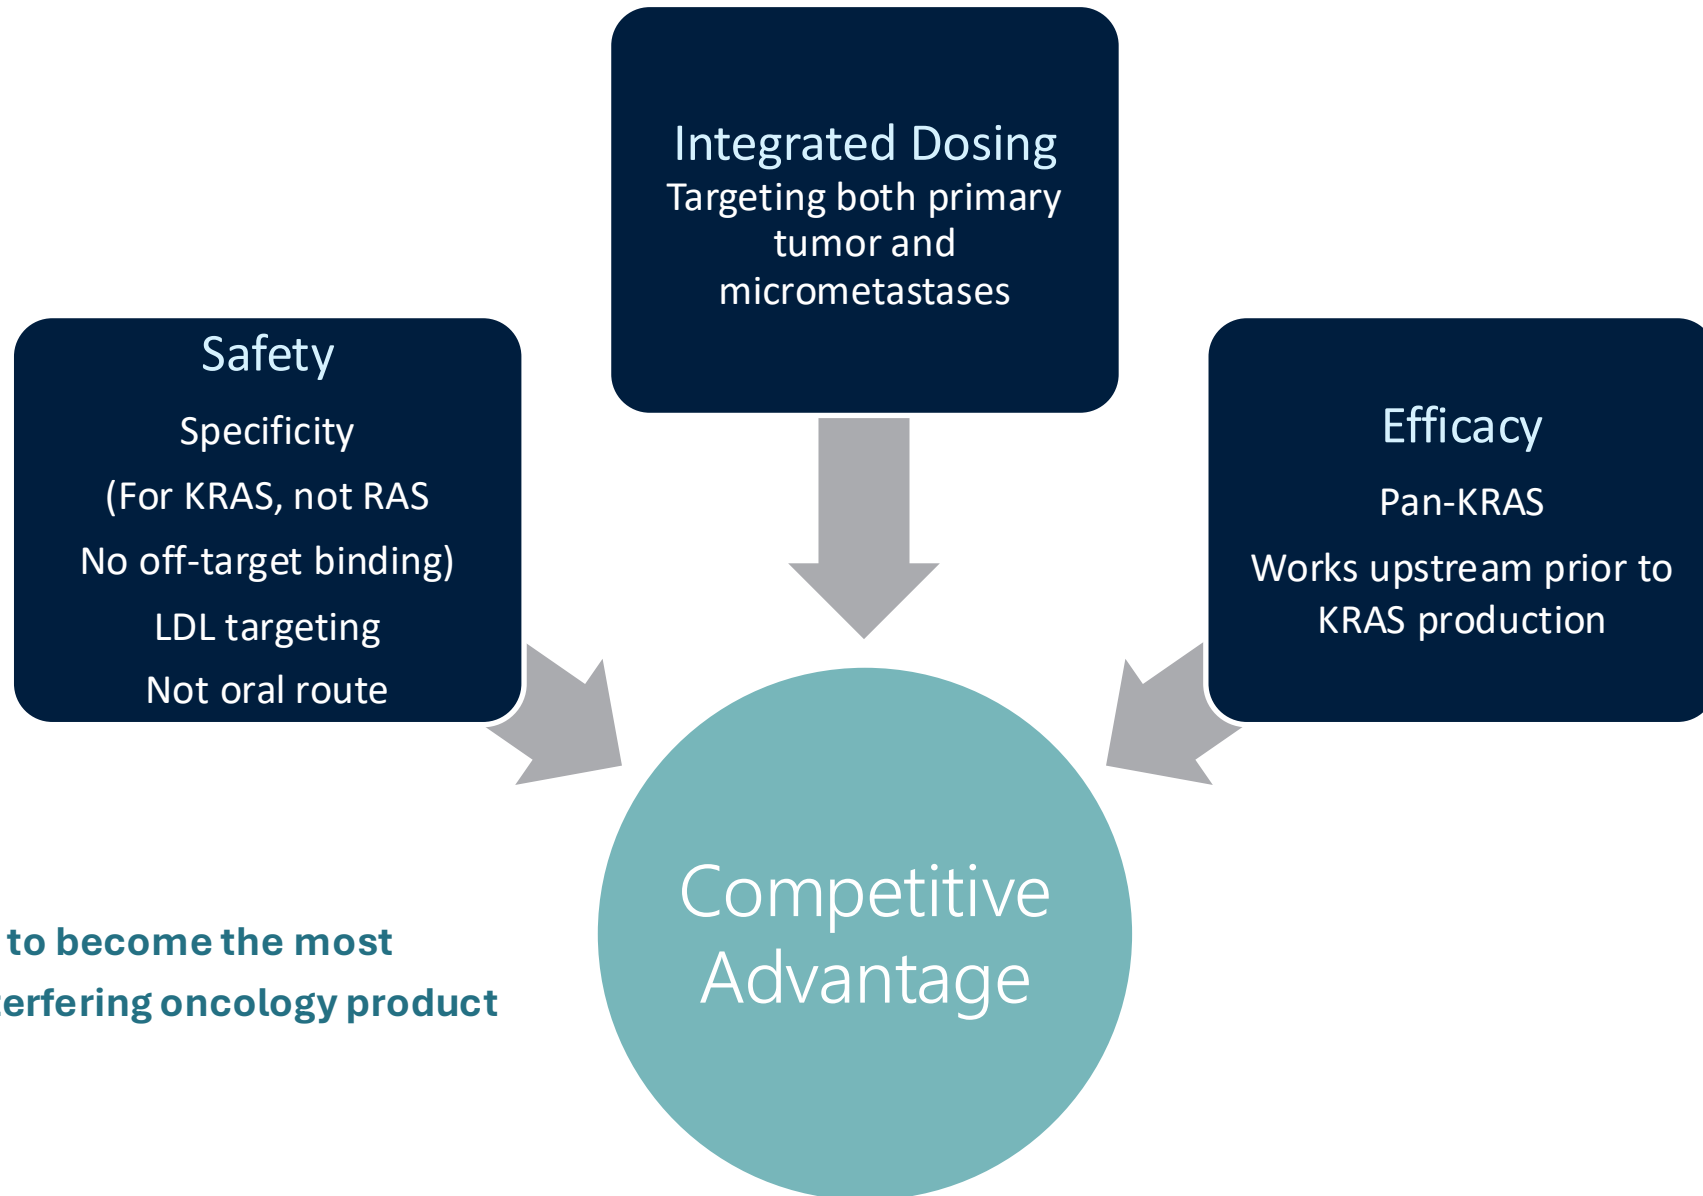 Integrated Dosing
Targeting both primary
tumor and
micrometastases
Safety
Specificity
(For KRAS, not RAS
No off-target binding)
LDL targeting
Not oral route
Efficacy
Pan-KRAS
Works upstream prior to
KRAS production
Competitive
Advantage
to become the most
oncology product